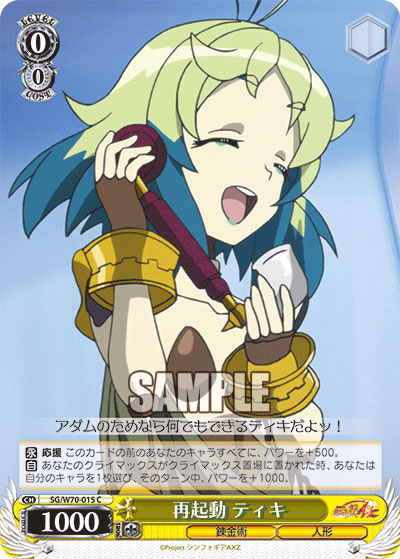 LEVEL
0
0
COST
SAMPLE
アダムのためなら何でもできるティキだよッ！
永 応援 このカードの前のあなたのキャラすべてに、パワーを+500。
自 あなたのクライマックスがクライマックス置場に置かれた時、あなたは
自分のキャラを1枚選び、そのターン中、パワーを+1000。
CH SG/W70-015 C
1000
再起動 ティキ
錬金術
人形
©Project シンフォギアAXZ